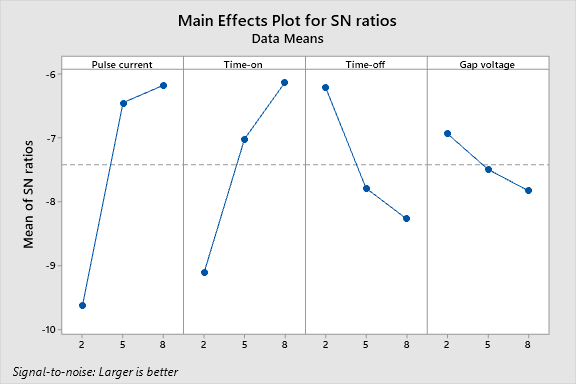 Main Effects Plot for SN ratios
Data Means
Pulse current Time-on Time-off Gap voltage
Mean of SN ratios
-6
-7
-8
-9
-10
2 5 8 2 5 8 2 5 8 2 5 8
Signal-to-noise: Larger is better